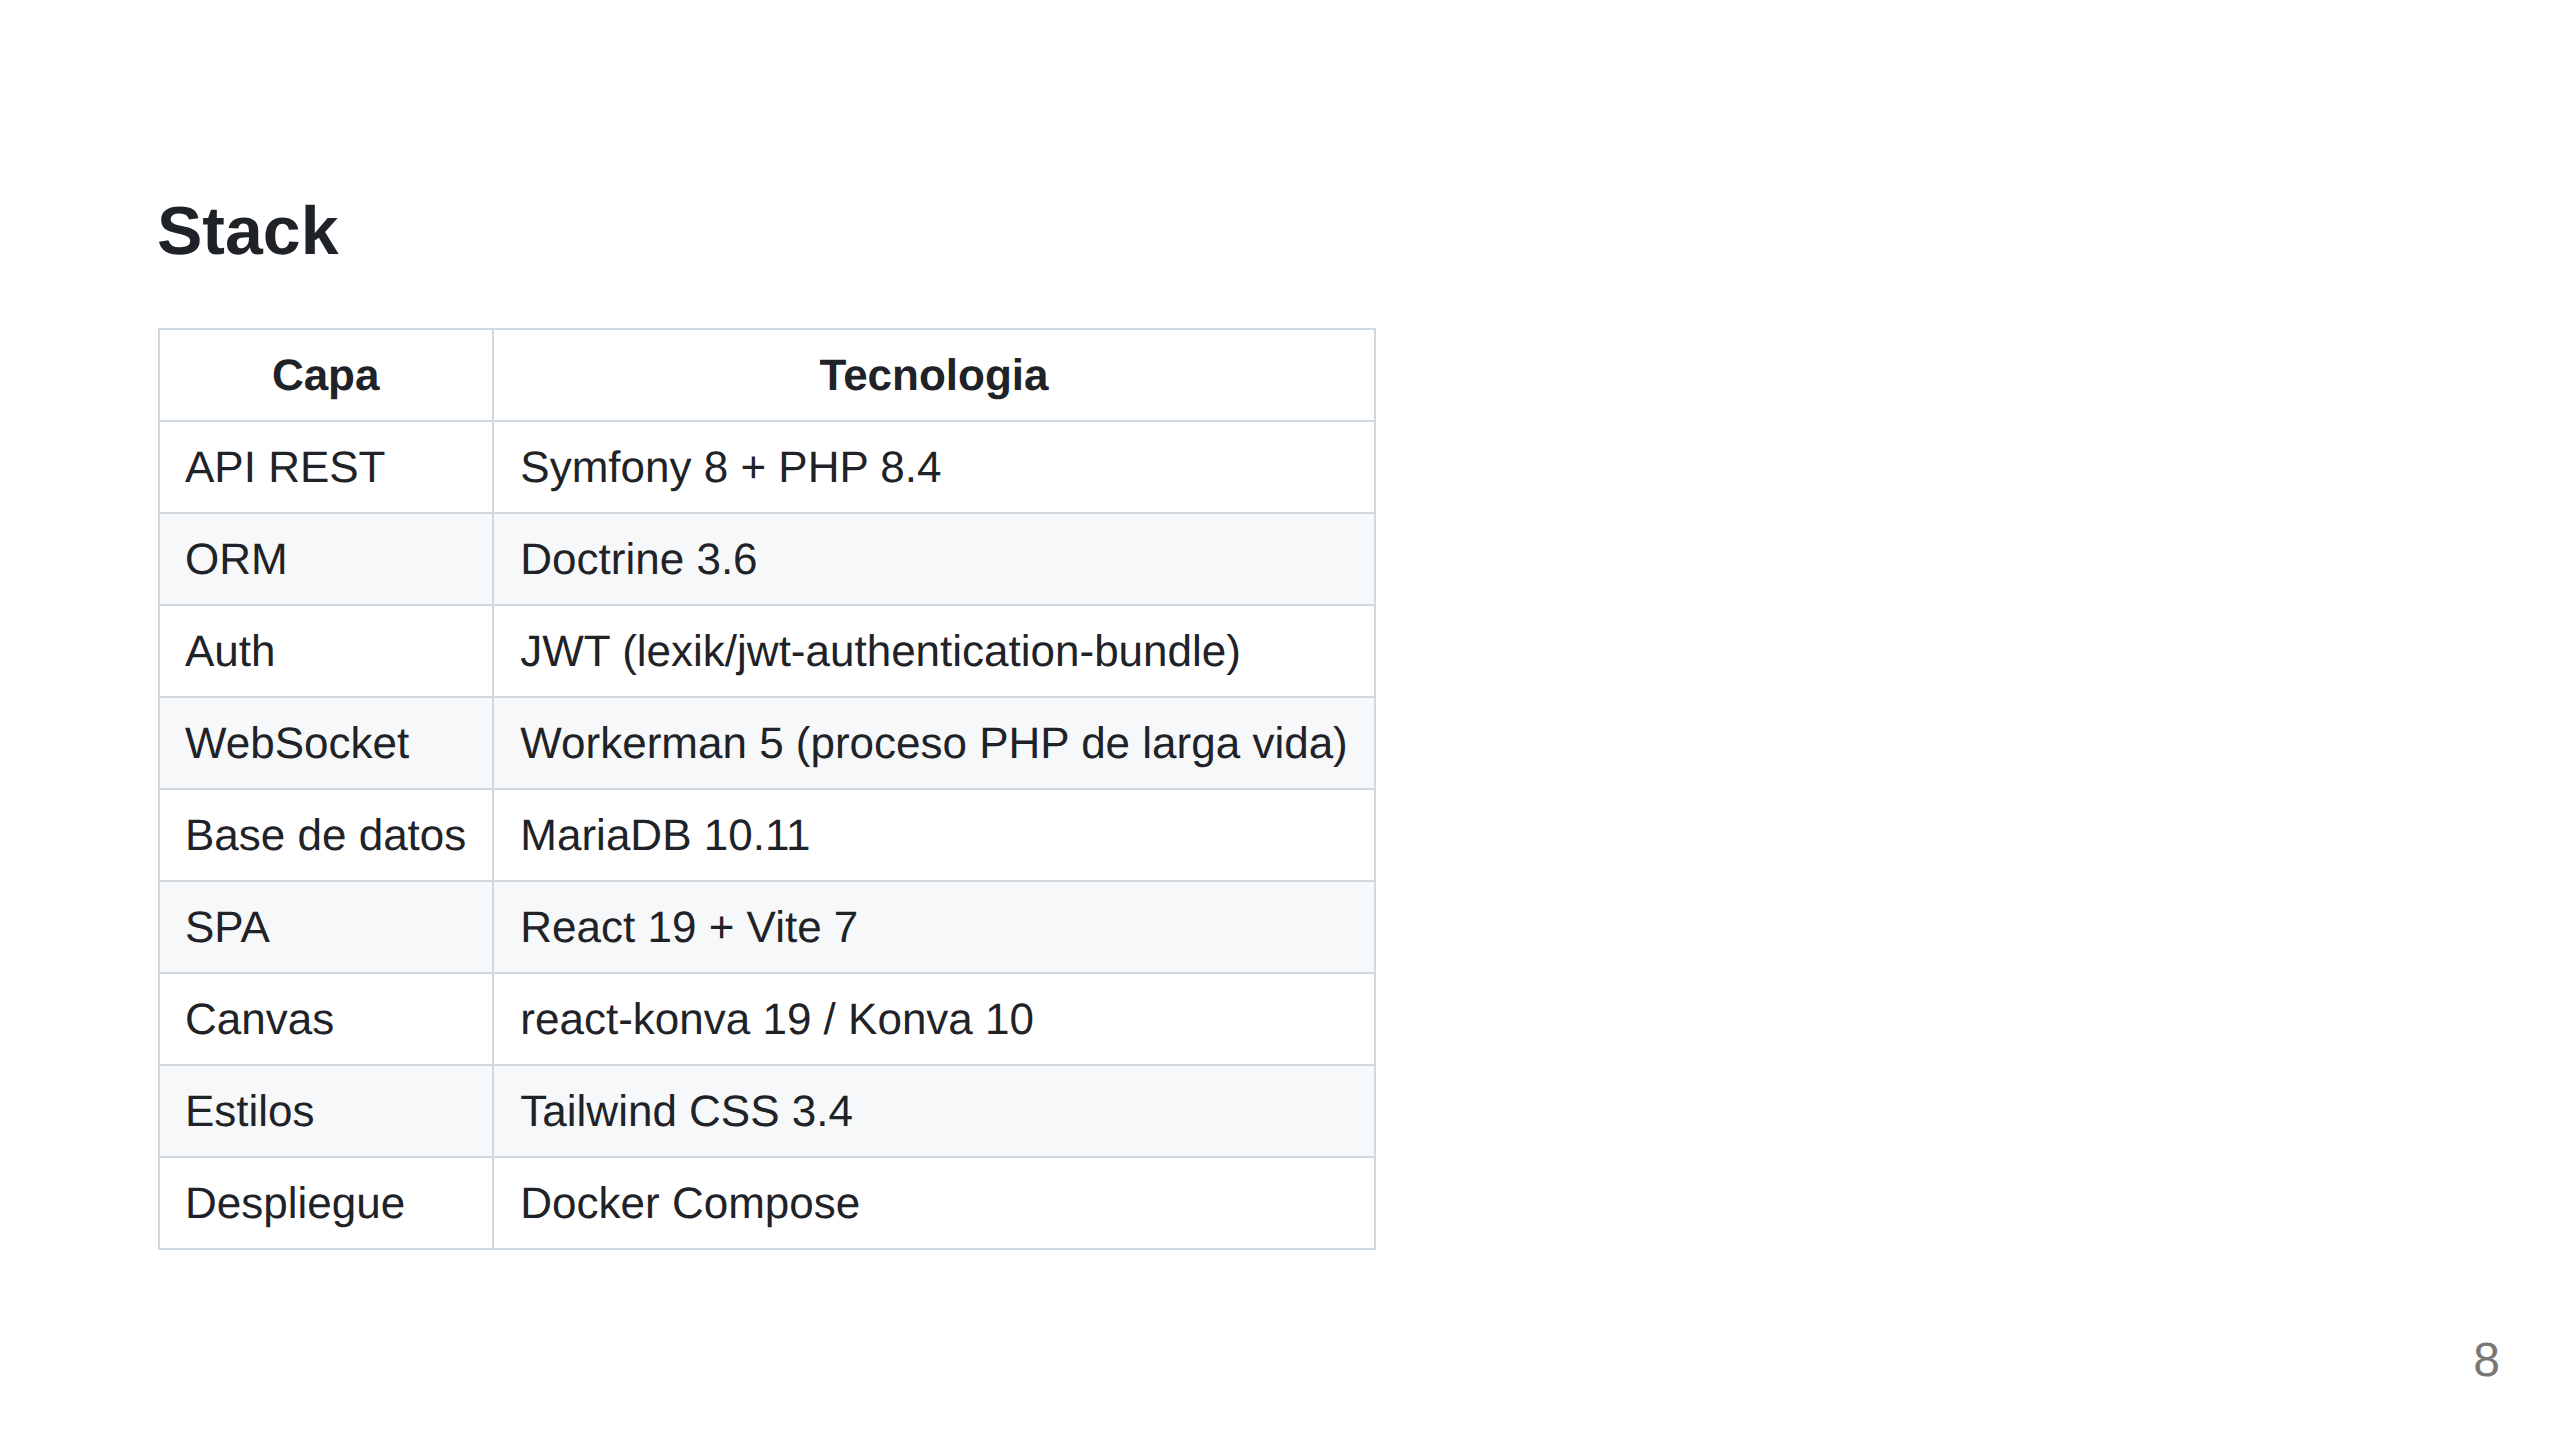 Stack
Capa Tecnologia
API REST Symfony 8 + PHP 8.4
ORM Doctrine 3.6
Auth JWT (lexik/jwt-authentication-bundle)
WebSocket Workerman 5 (proceso PHP de larga vida)
Base de datos MariaDB 10.11
SPA React 19 + Vite 7
Canvas react-konva 19 / Konva 10
Estilos Tailwind CSS 3.4
Despliegue Docker Compose
8